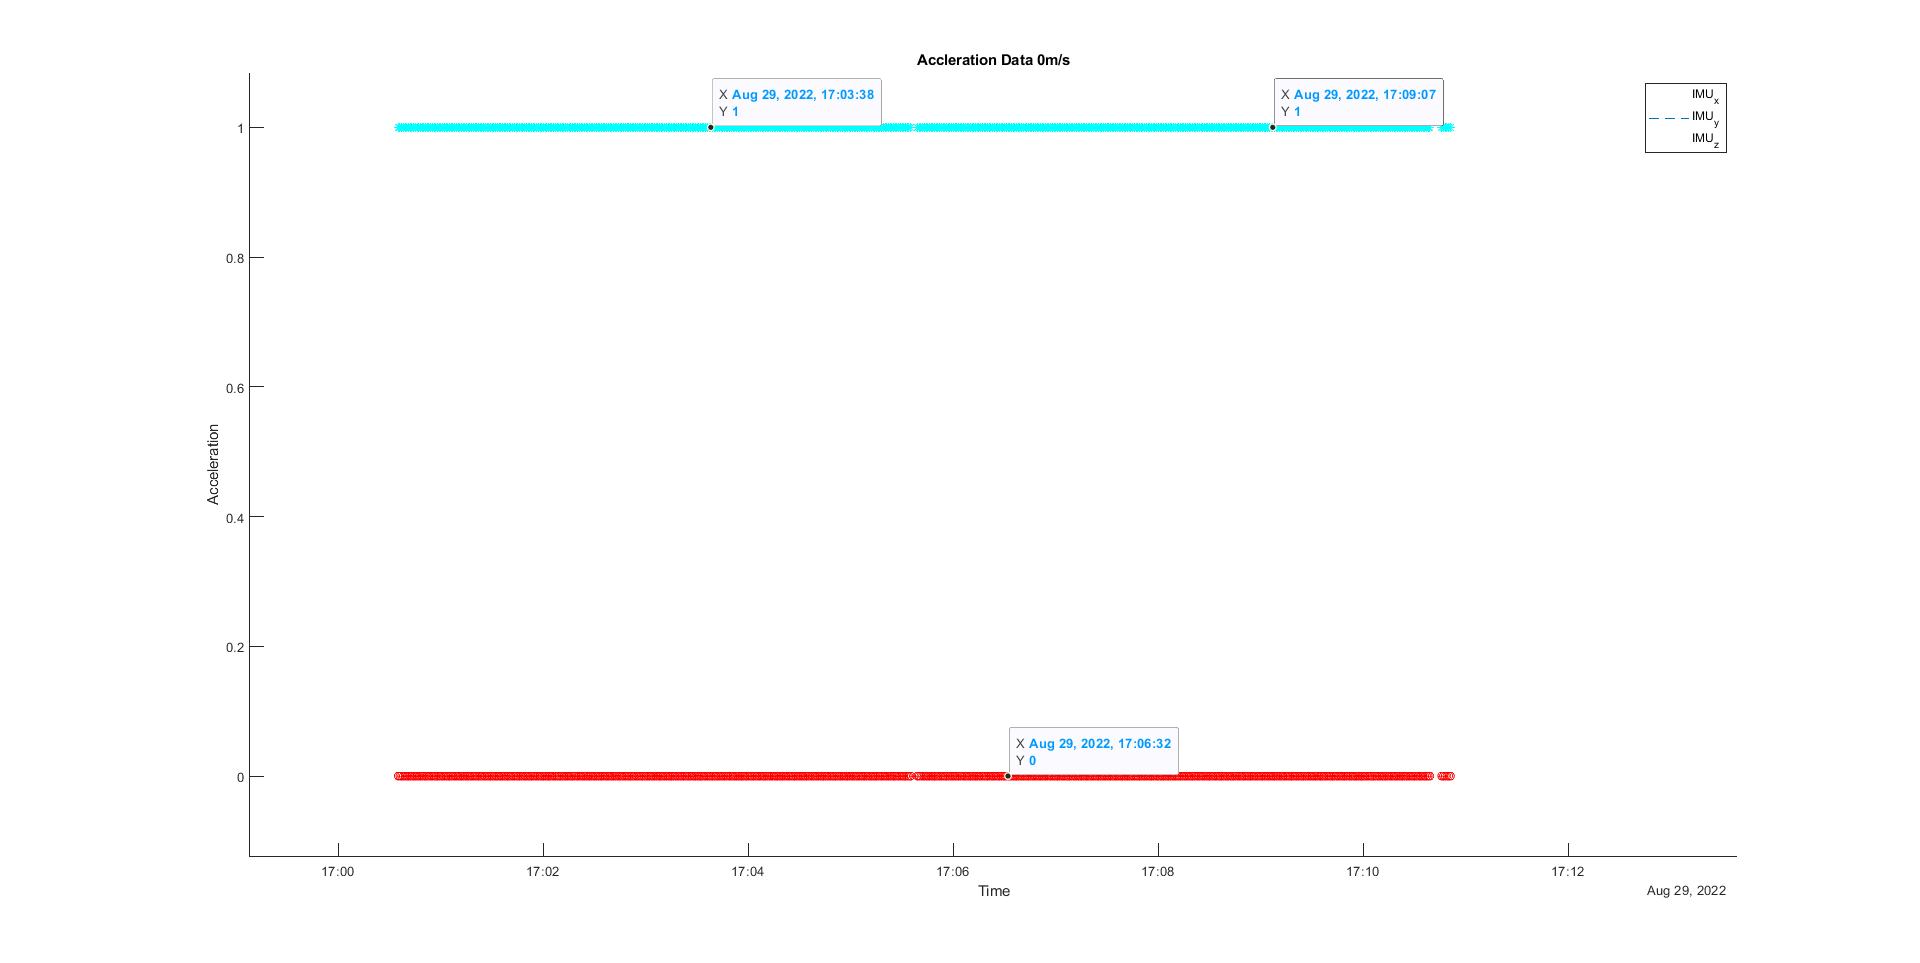 Accleration Data 0m/s
X Aug 29, 2022, 17:03:38
Y 1
X Aug 29, 2022, 17:09:07
Y 1
IMUx
IMUy
IMUz
1
0.8
0.6
0.4
0.2
0
Acceleration
X Aug 29, 2022, 17:06:32
Y 0
17:00 17:02 17:04 17:06 17:08 17:10 17:12
Time
Aug 29, 2022